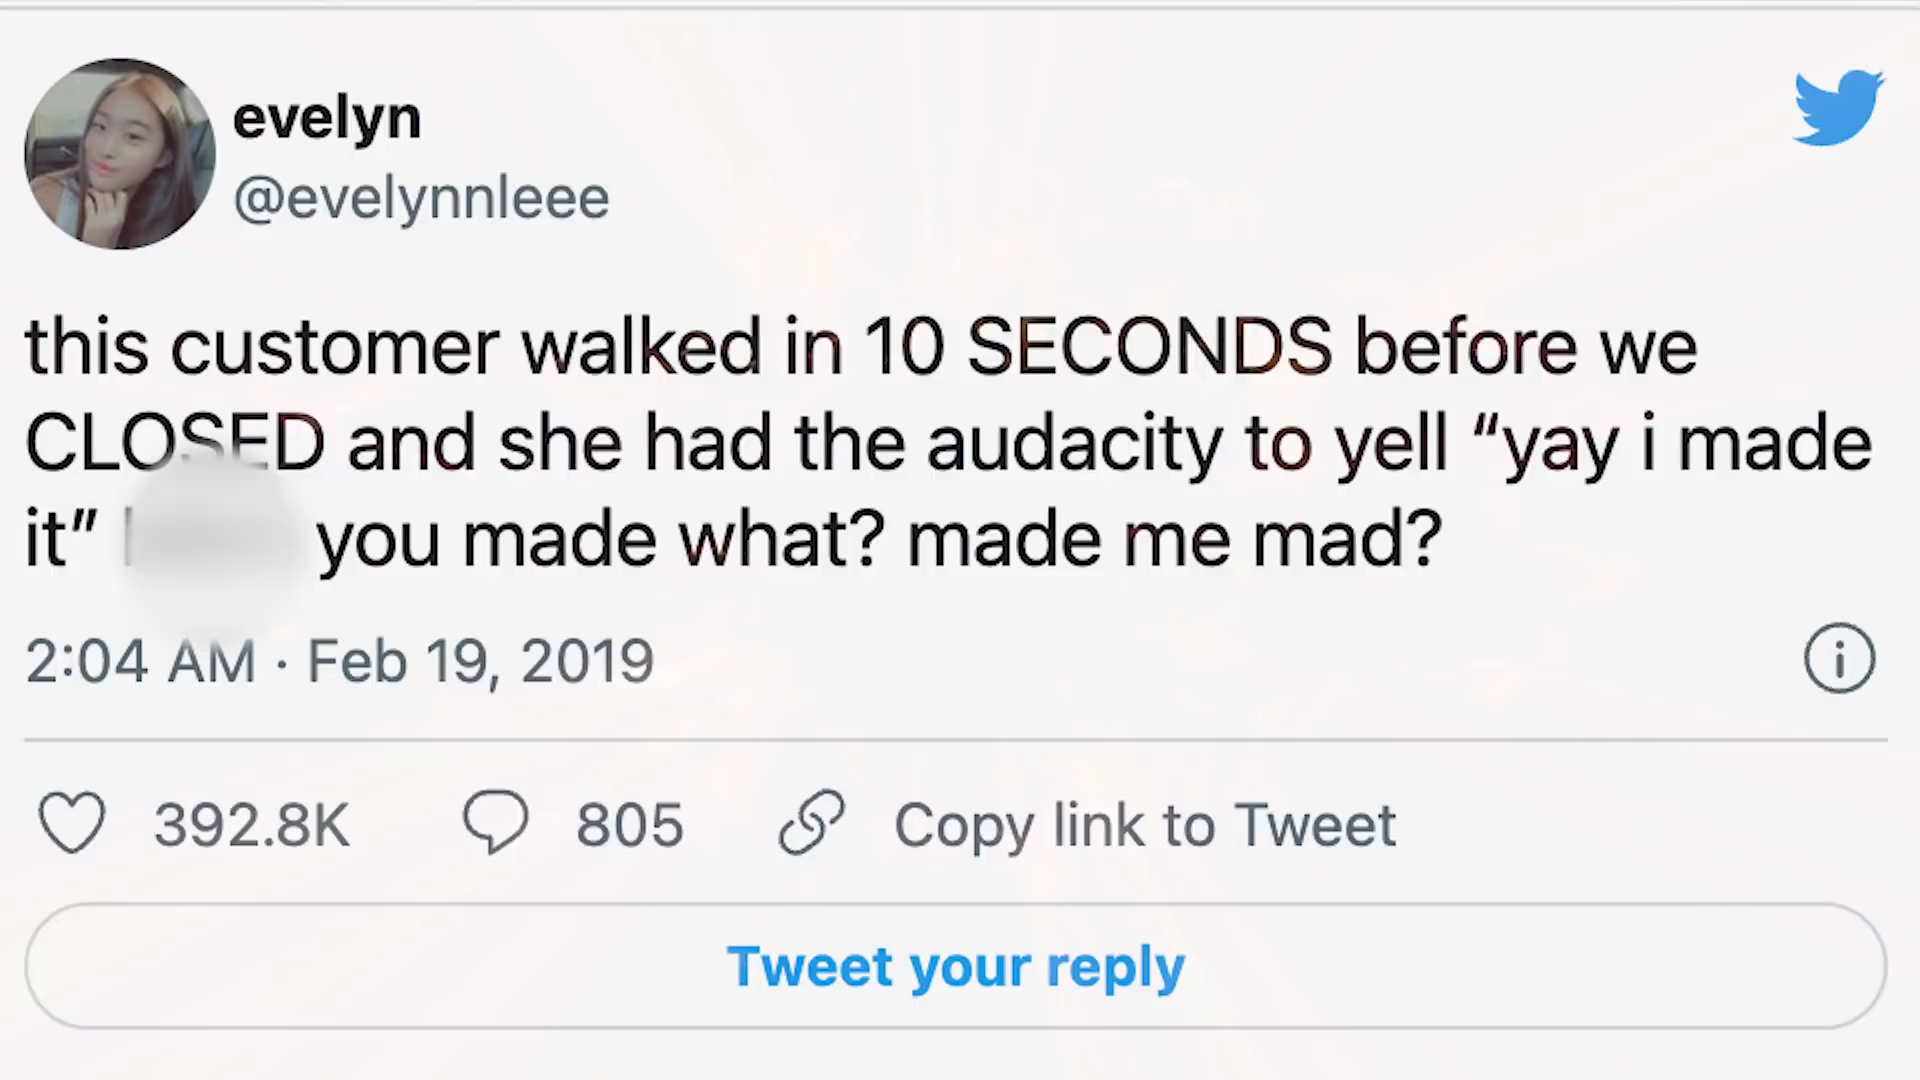 evelyn
@evelynnleee
this customer walked in 10 SECONDS before we
CLOSED and she had the audacity to yell “yay i made
it” you made what? made me mad?
2:04 AM · Feb 19, 2019
392.8K 805 Copy link to Tweet
Tweet your reply